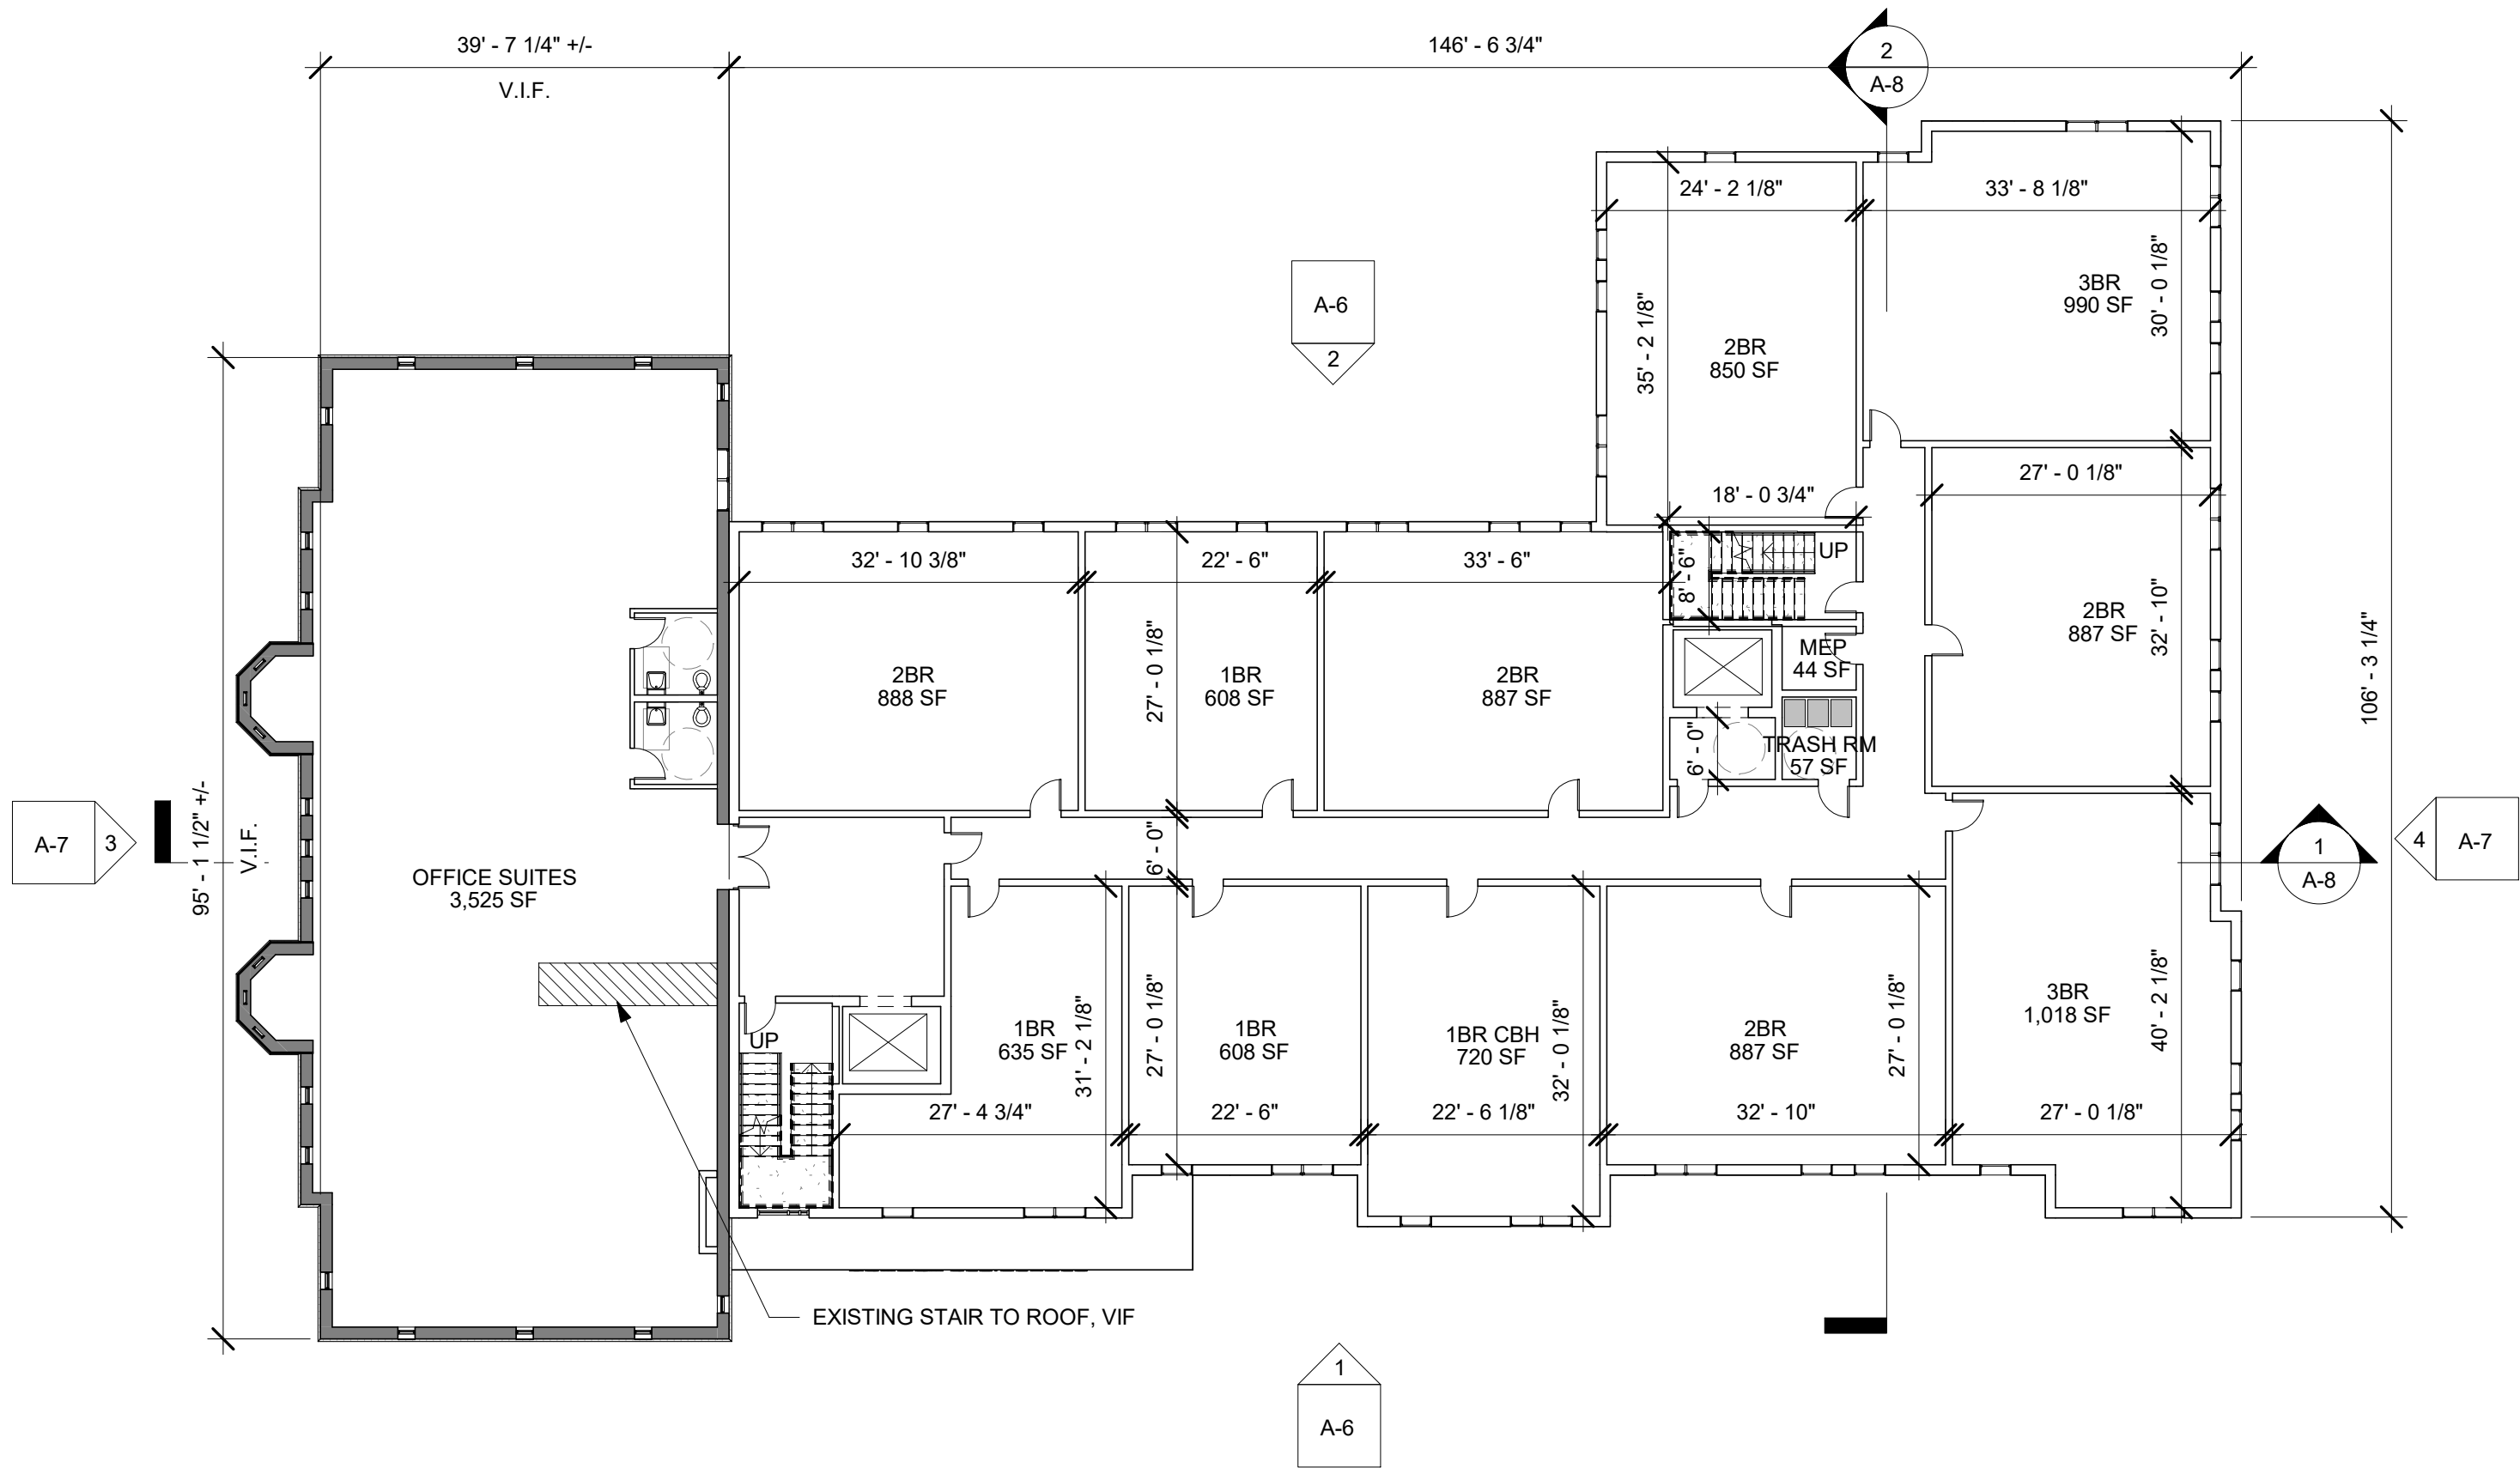 39' - 7 1/4" +/-
V.I.F.
146' - 6 3/4"
2
A-8
24' - 2 1/8"
33' - 8 1/8"
35' - 2 1/8"
2BR
850 SF
3BR
990 SF
30' - 0 1/8"
A-6
2
18' - 0 3/4"
27' - 0 1/8"
32' - 10 3/8"
22' - 6"
33' - 6"
8' - 6"
UP
2BR
888 SF
27' - 0 1/8"
1BR
608 SF
2BR
887 SF
MEP
44 SF
2BR
887 SF
32' - 10"
106' - 3 1/4"
6' - 0"
TRASH RM
57 SF
A-7
3
95' - 1 1/2" +/-
V.I.F.
OFFICE SUITES
3,525 SF
6' - 0"
1
A-8
4
A-7
UP
1BR
635 SF
31' - 2 1/8"
27' - 0 1/8"
1BR
608 SF
1BR CBH
720 SF
32' - 0 1/8"
2BR
887 SF
27' - 0 1/8"
3BR
1,018 SF
40' - 2 1/8"
27' - 4 3/4"
22' - 6"
22' - 6 1/8"
32' - 10"
27' - 0 1/8"
EXISTING STAIR TO ROOF, VIF
1
A-6